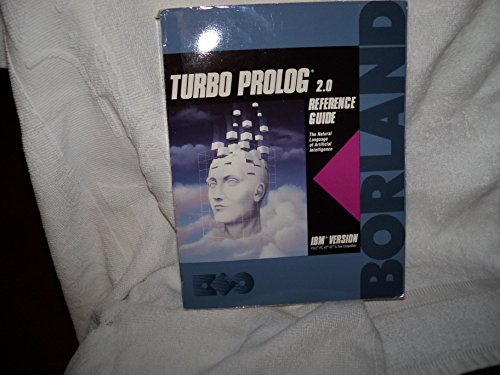 TURBO PROLOG® 2.0
REFERENCE
GUIDE
The Natural
Language
of Artificial
Intelligence
IBM® VERSION
BORLAND